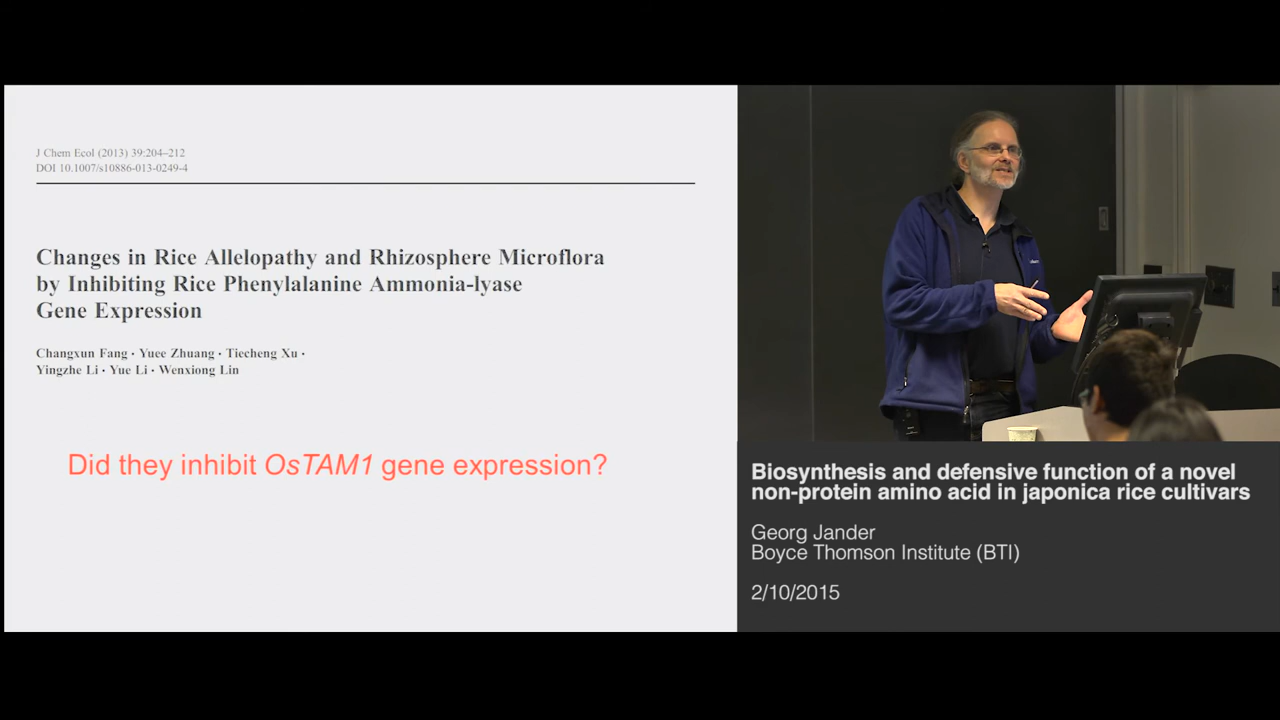 J Chem Ecol (2013) 39:204–212
DOI 10.1007/s10886-013-0249-4
Changes in Rice Allelopathy and Rhizosphere Microflora
by Inhibiting Rice Phenylalanine Ammonia-lyase
Gene Expression
Changxun Fang · Yuee Zhuang · Tiecheng Xu ·
Yingzhe Li · Yue Li · Wenxiong Lin
Did they inhibit OsTAM1 gene expression?
Biosynthesis and defensive function of a novel
non-protein amino acid in japonica rice cultivars
Georg Jander
Boyce Thomson Institute (BTI)
2/10/2015